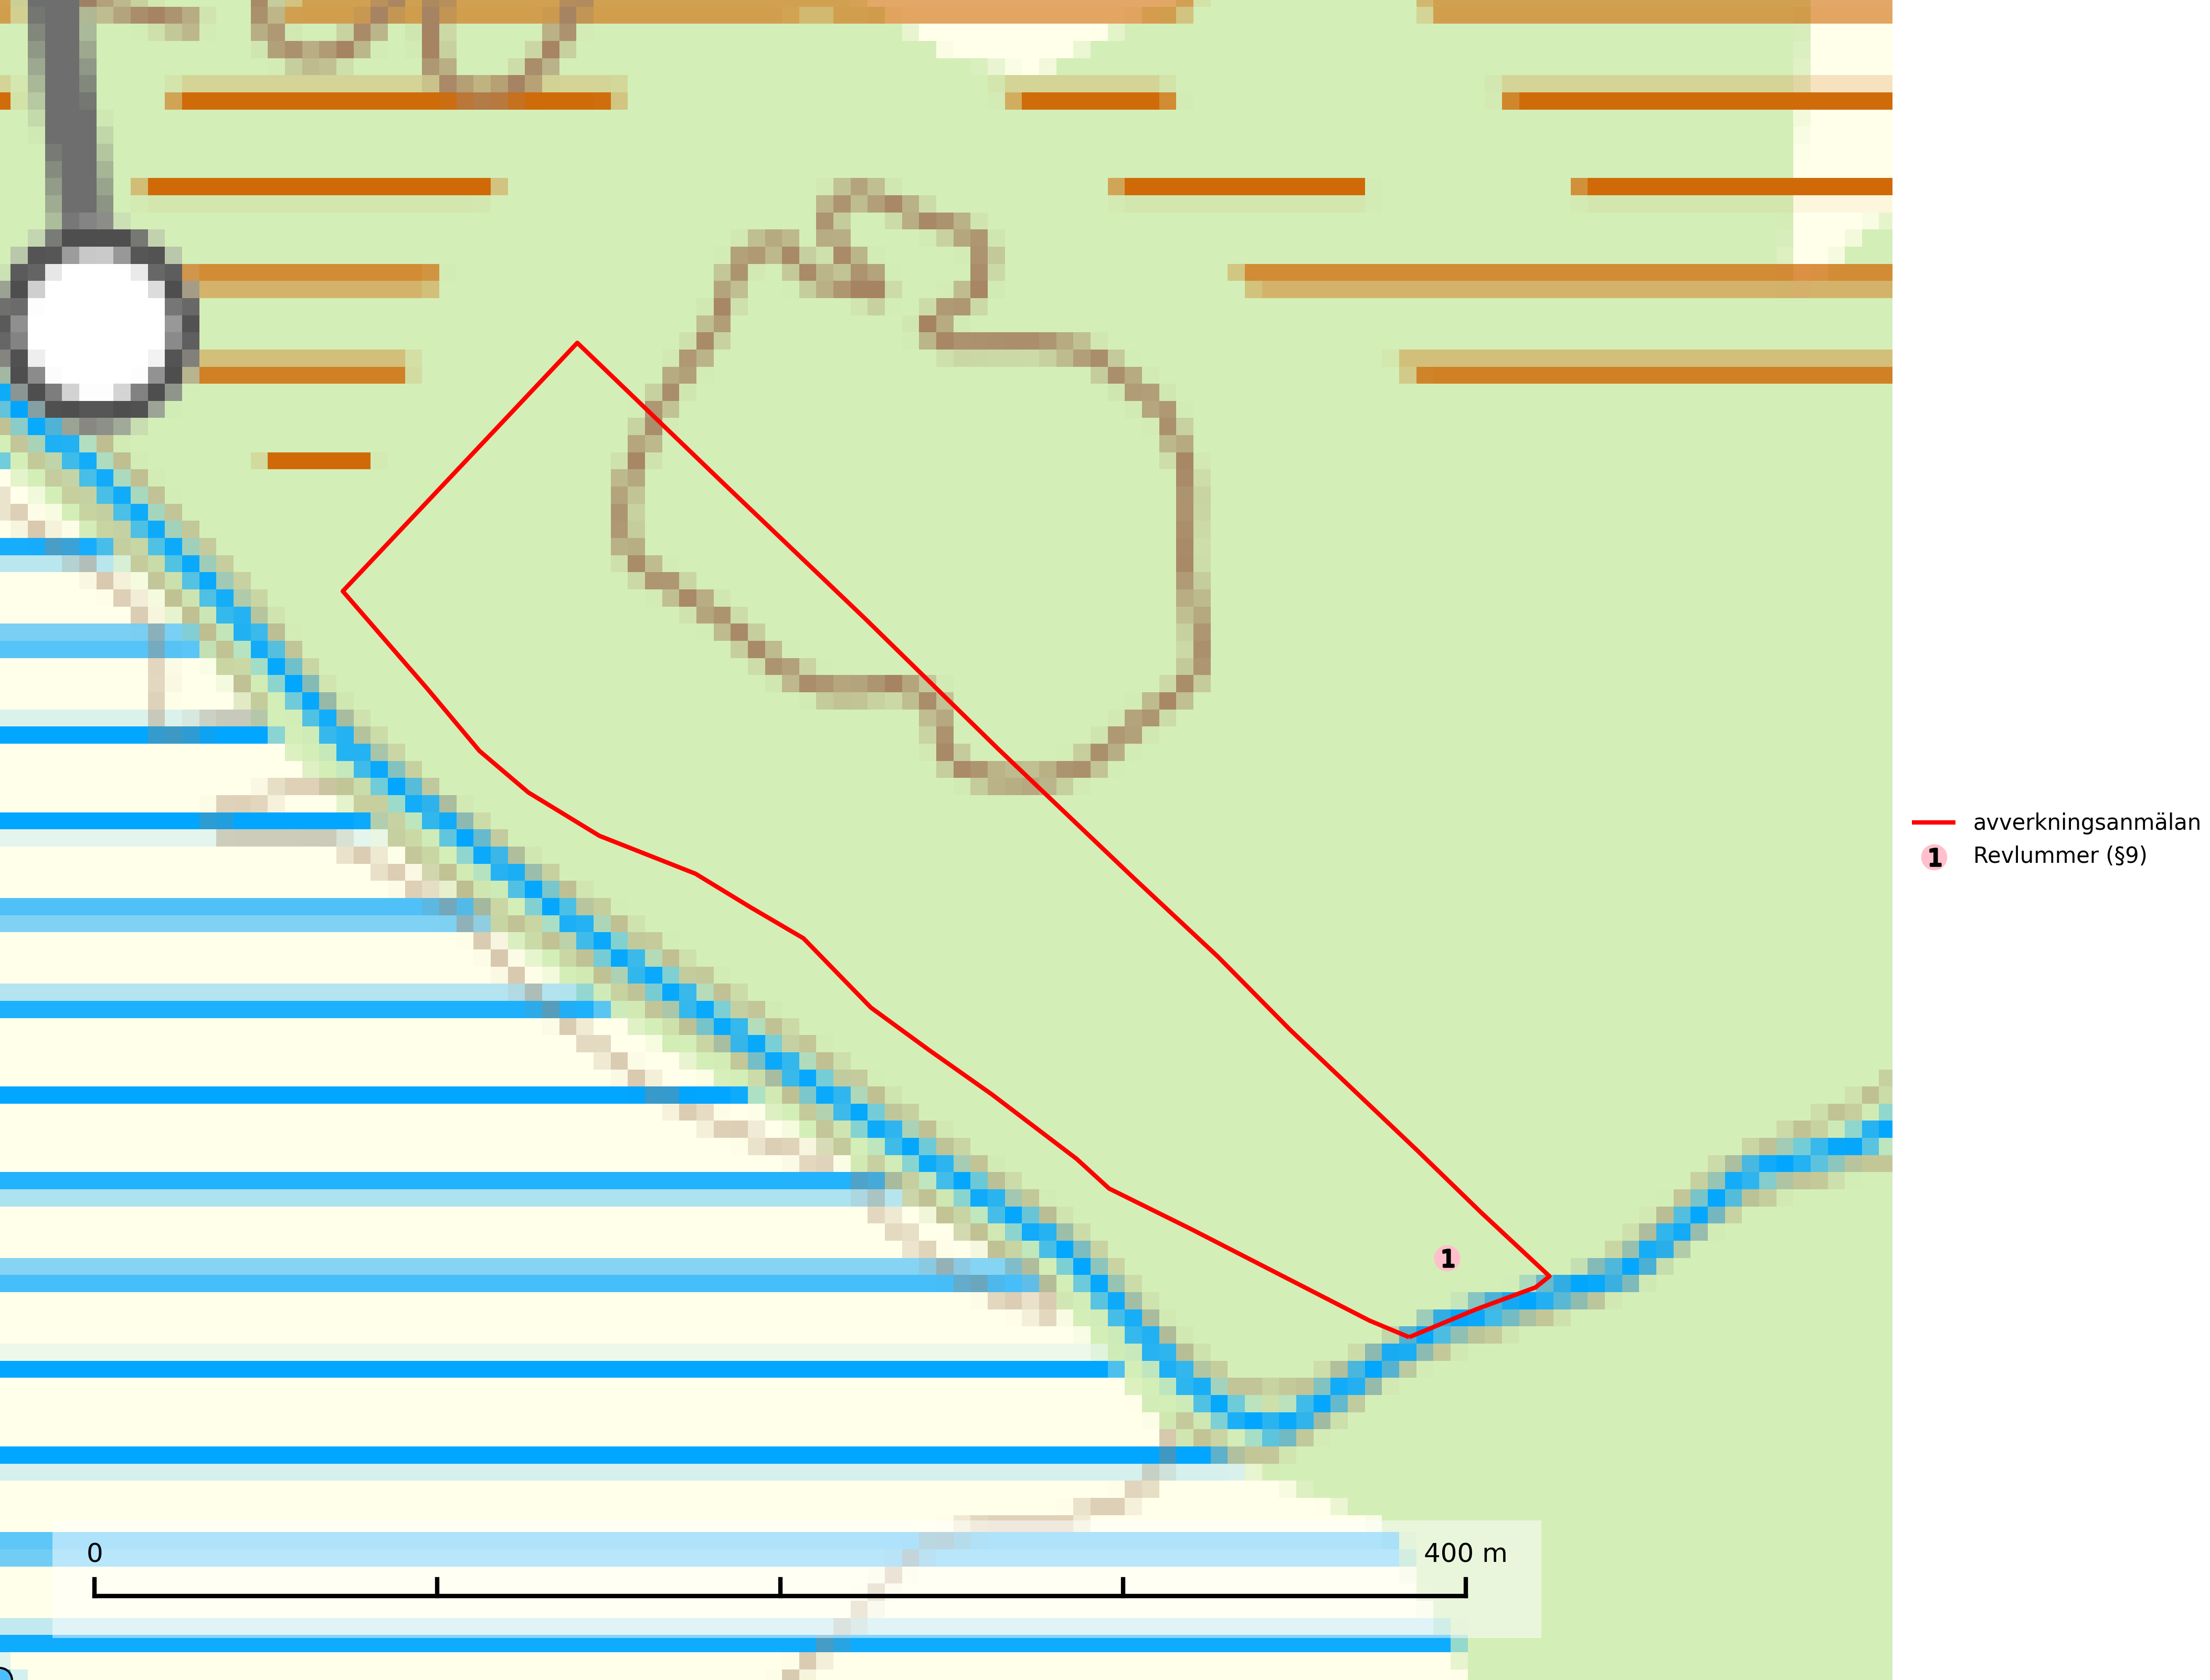 avverkningsanmälan
1 Revlummer (§9)
1
0 400 m